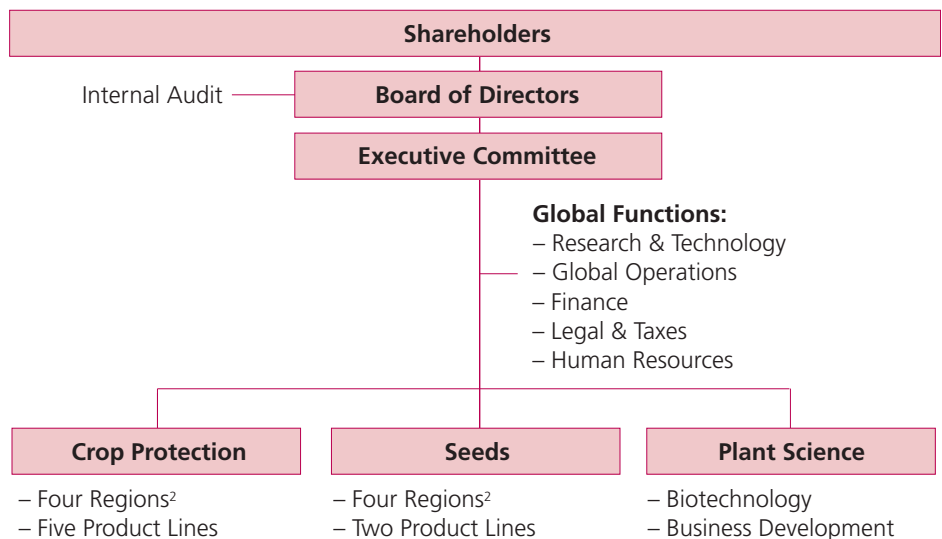 Shareholders
Internal Audit
Board of Directors
Executive Committee
Global Functions:
– Research & Technology
– Global Operations
– Finance
– Legal & Taxes
– Human Resources
Crop Protection
– Four Regions²
– Five Product Lines
Seeds
– Four Regions²
– Two Product Lines
Plant Science
– Biotechnology
– Business Development